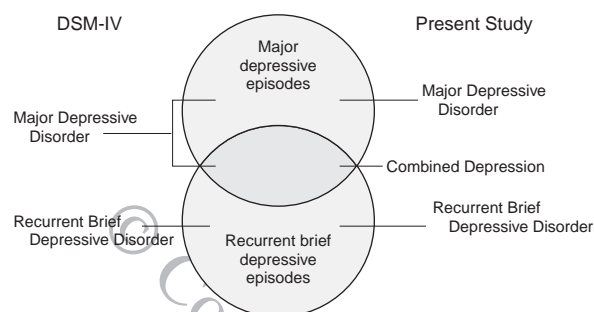 DSM-IV
Present Study
Major
depressive
episodes
Major Depressive
Disorder
Major Depressive
Disorder
Combined Depression
Recurrent Brief
Depressive Disorder
Recurrent Brief
Depressive Disorder
Recurrent brief
depressive
episodes
© Co